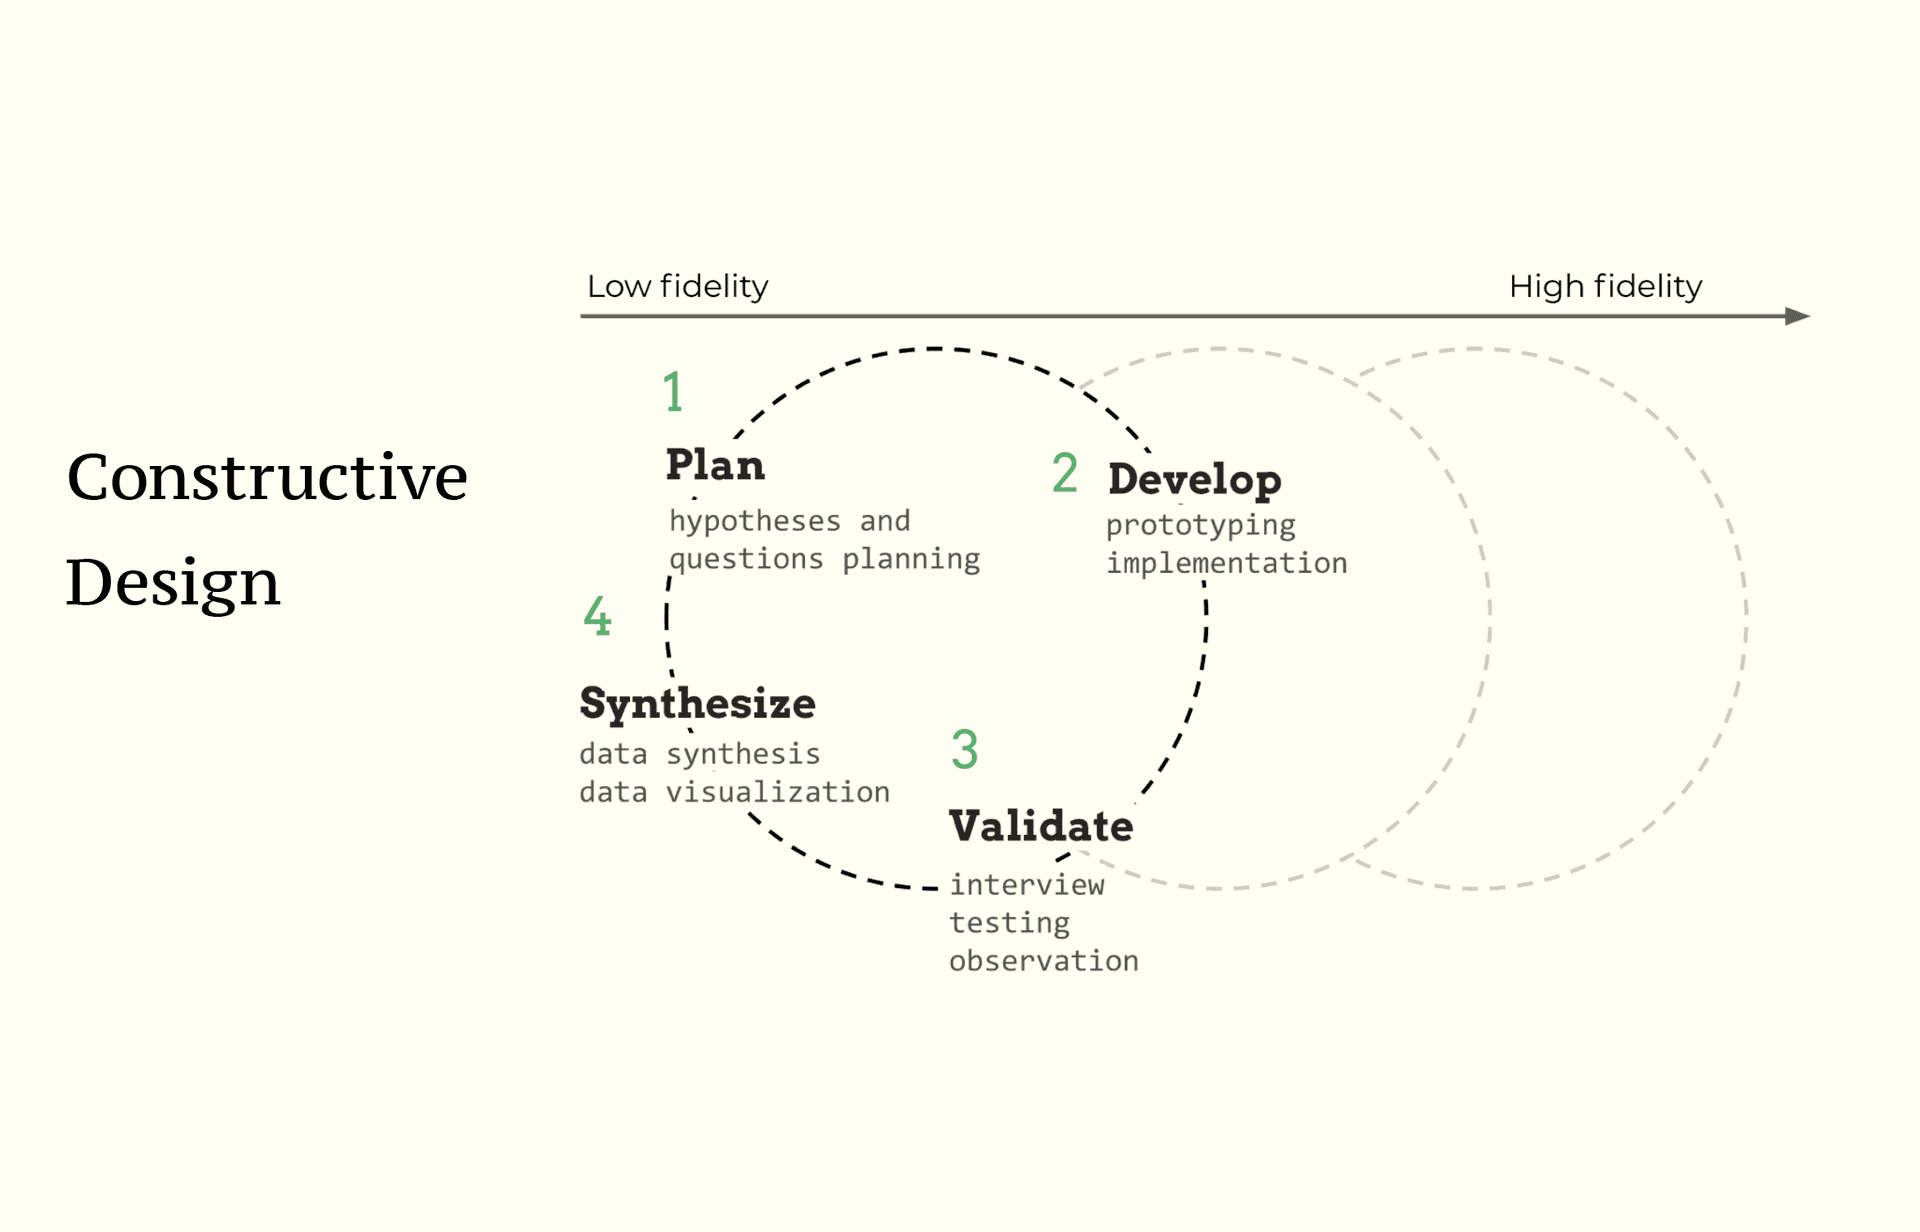 Constructive
Design
Low fidelity
High fidelity
1
Plan
hypotheses and
questions planning
2
Develop
prototyping
implementation
3
Validate
interview
testing
observation
4
Synthesize
data synthesis
data visualization